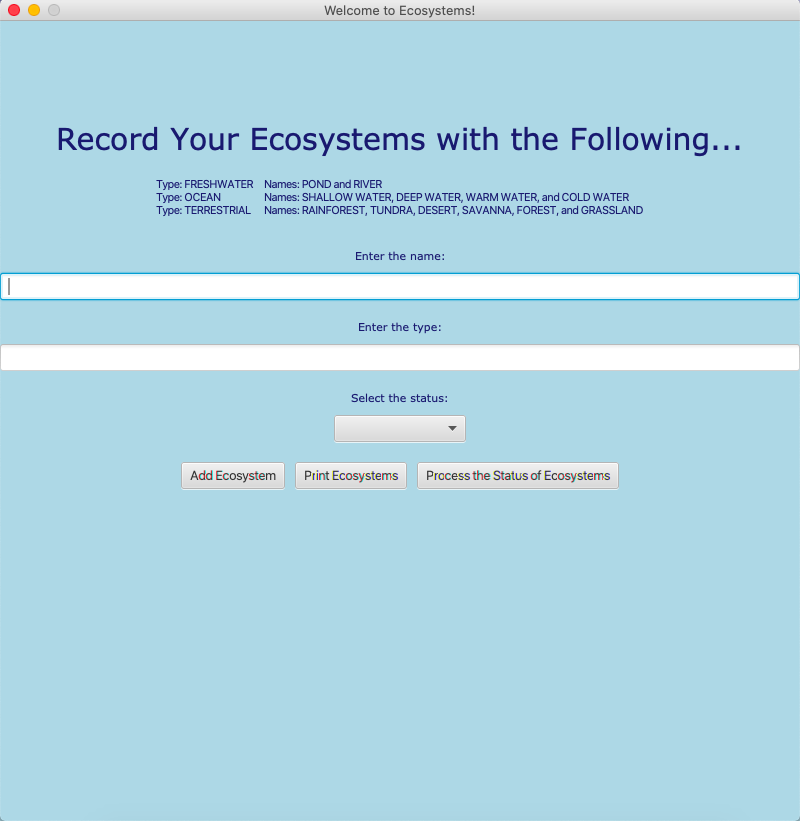 Welcome to Ecosystems!
Record Your Ecosystems with the Following...
Type: FRESHWATER Names: POND and RIVER
Type: OCEAN Names: SHALLOW WATER, DEEP WATER, WARM WATER, and COLD WATER
Type: TERRESTRIAL Names: RAINFOREST, TUNDRA, DESERT, SAVANNA, FOREST, and GRASSLAND
Enter the name:
Enter the type:
Select the status:
Add Ecosystem Print Ecosystems Process the Status of Ecosystems